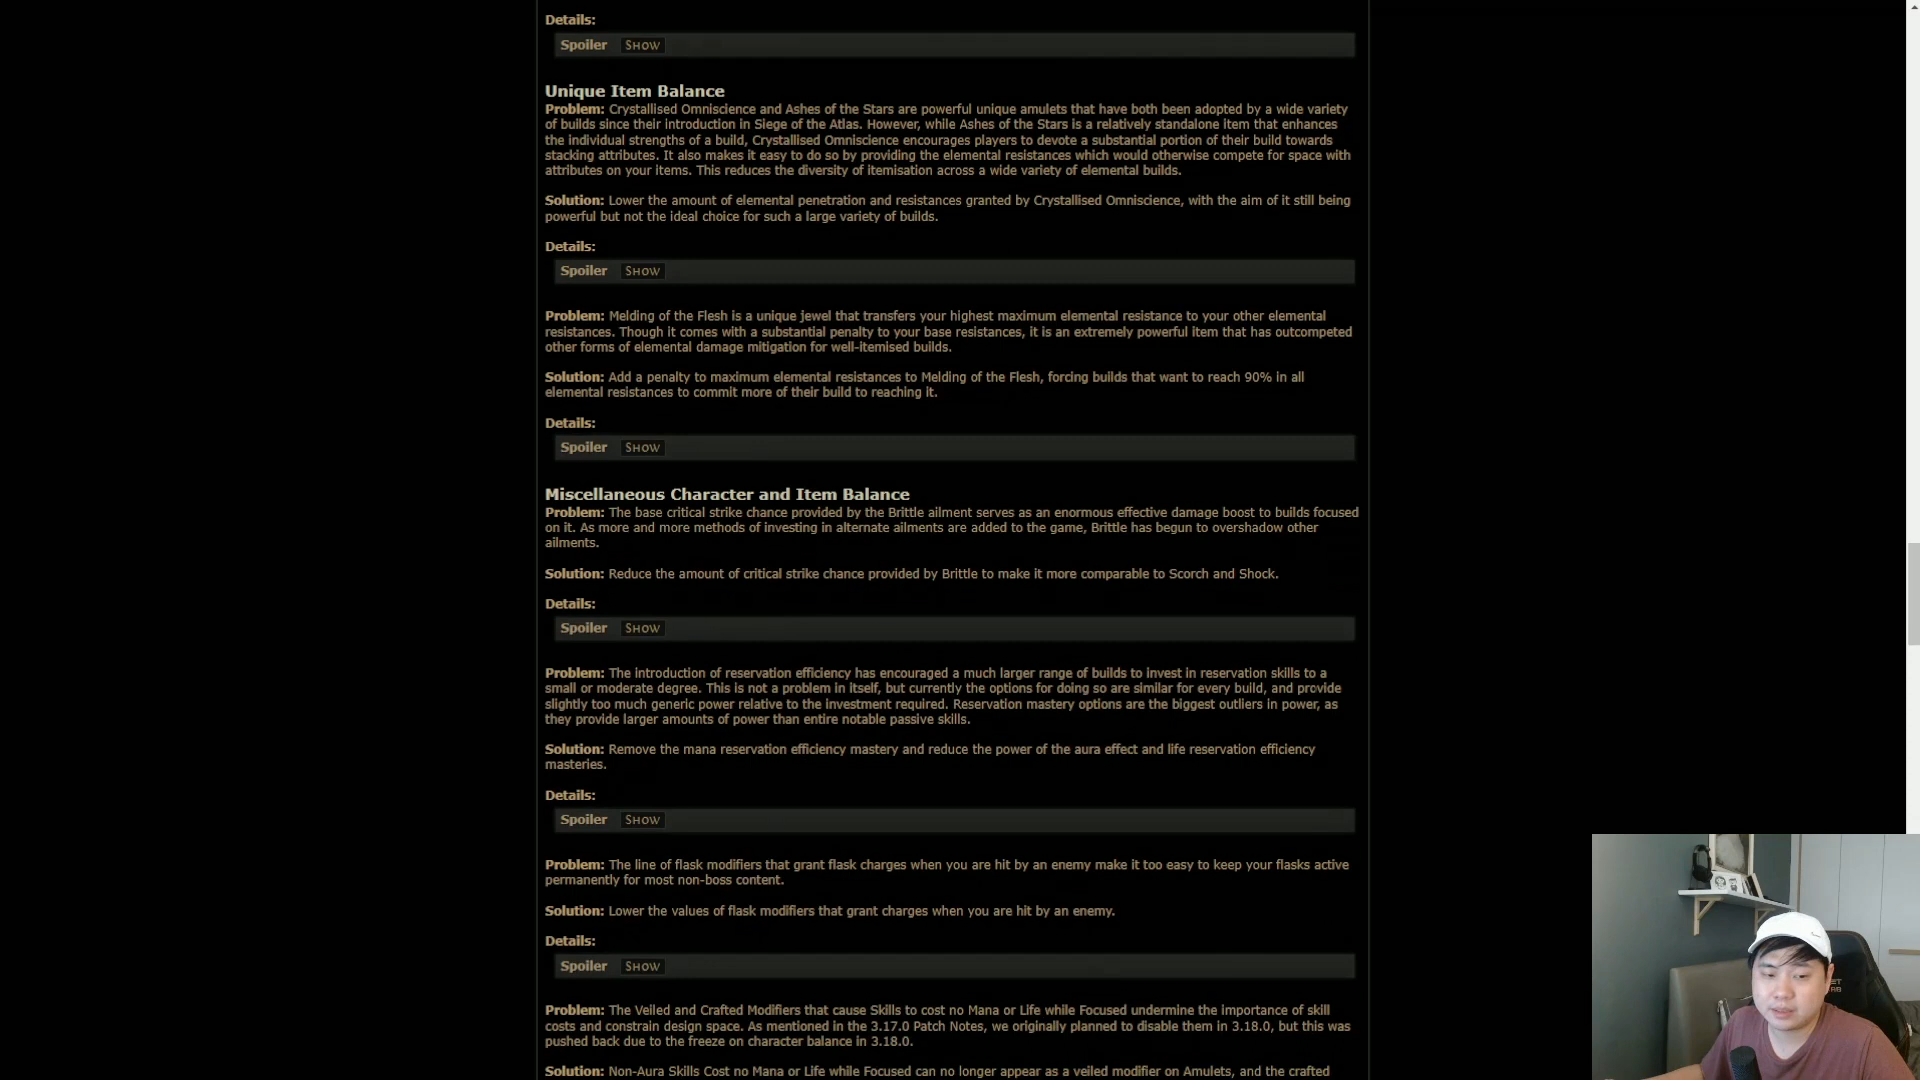 Details:
Spoiler SHOW
Unique Item Balance
Problem: Crystallised Omniscience and Ashes of the Stars are powerful unique amulets that have both been adopted by a wide variety
of builds since their introduction in Siege of the Atlas. However, while Ashes of the Stars is a relatively standalone item that enhances
the individual strengths of a build, Crystallised Omniscience encourages players to devote a substantial portion of their build towards
stacking attributes. It also makes it easy to do so by providing the elemental resistances which would otherwise compete for space with
attributes on your items. This reduces the diversity of itemisation across a wide variety of elemental builds.
Solution: Lower the amount of elemental penetration and resistances granted by Crystallised Omniscience, with the aim of it still being
powerful but not the ideal choice for such a large variety of builds.
Details:
Spoiler SHOW
Problem: Melding of the Flesh is a unique jewel that transfers your highest maximum elemental resistance to your other elemental
resistances. Though it comes with a substantial penalty to your base resistances, it is an extremely powerful item that has outcompeted
other forms of elemental damage mitigation for well-itemised builds.
Solution: Add a penalty to maximum elemental resistances to Melding of the Flesh, forcing builds that want to reach 90% in all
elemental resistances to commit more of their build to reaching it.
Details:
Spoiler SHOW
Miscellaneous Character and Item Balance
Problem: The base critical strike chance provided by the Brittle ailment serves as an enormous effective damage boost to builds focused
on it. As more and more methods of investing in alternate ailments are added to the game, Brittle has begun to overshadow other
ailments.
Solution: Reduce the amount of critical strike chance provided by Brittle to make it more comparable to Scorch and Shock.
Details:
Spoiler SHOW
Problem: The introduction of reservation efficiency has encouraged a much larger range of builds to invest in reservation skills to a
small or moderate degree. This is not a problem in itself, but currently the options for doing so are similar for every build, and provide
slightly too much generic power relative to the investment required. Reservation mastery options are the biggest outliers in power, as
they provide larger amounts of power than entire notable passive skills.
Solution: Remove the mana reservation efficiency mastery and reduce the power of the aura effect and life reservation efficiency
masteries.
Details:
Spoiler SHOW
Problem: The line of flask modifiers that grant flask charges when you are hit by an enemy make it too easy to keep your flasks active
permanently for most non-boss content.
Solution: Lower the values of flask modifiers that grant charges when you are hit by an enemy.
Details:
Spoiler SHOW
Problem: The Veiled and Crafted Modifiers that cause Skills to cost no Mana or Life while Focused undermine the importance of skill
costs and constrain design space. As mentioned in the 3.17.0 Patch Notes, we originally planned to disable them in 3.18.0, but this was
pushed back due to the freeze on character balance in 3.18.0.
Solution: Non-Aura Skills Cost no Mana or Life while Focused can no longer appear as a veiled modifier on Amulets, and the crafted